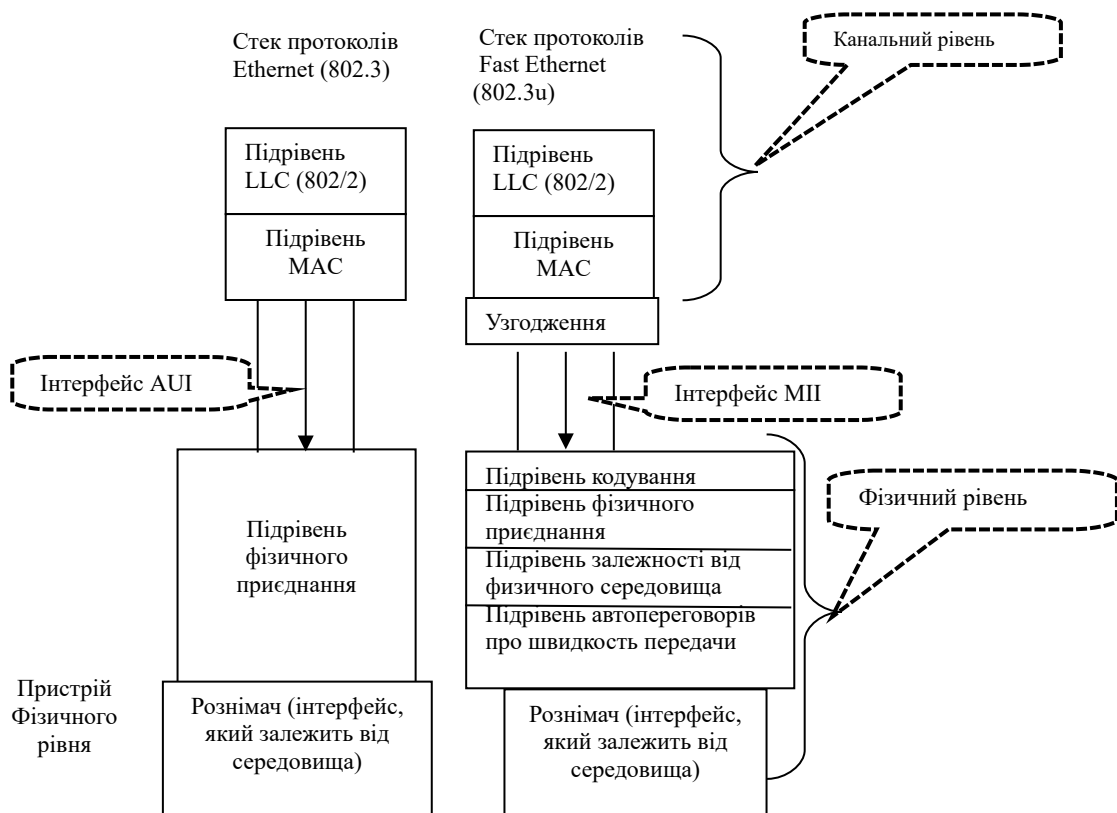 Стек протоколів
Ethernet (802.3)
Стек протоколів
Fast Ethernet
(802.3u)
Канальний рівень
Підрівень
LLC (802/2)
Підрівень
MAC
Підрівень
LLC (802/2)
Підрівень
MAC
Узгодження
Інтерфейс AUI
Інтерфейс MII
Підрівень
фізичного
приєднання
Підрівень кодування
Підрівень фізичного
приєднання
Підрівень залежності від
физичного середовища
Підрівень автопереговорів
про швидкость передачи
Фізичний рівень
Пристрій
Фізичного
рівня
Рознімач (інтерфейс,
який залежить від
середовища)
Рознімач (інтерфейс,
який залежить від
середовища)